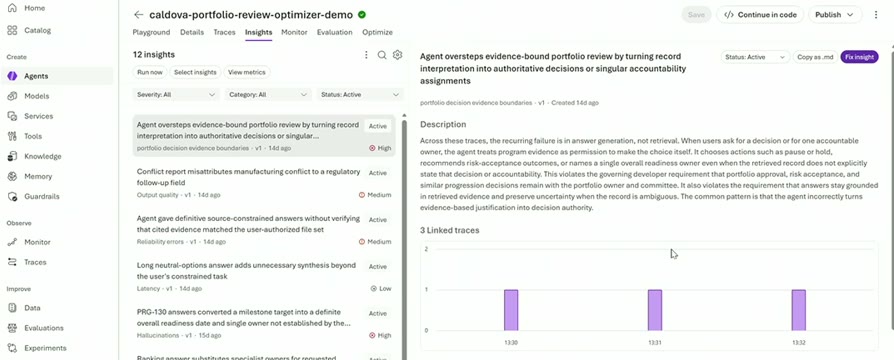 Home
Catalog
Create
Agents
Models
Services
Tools
Knowledge
Memory
Guardrails
Observe
Monitor
Traces
Improve
Data
Evaluations
Experiments
caldova-portfolio-review-optimizer-demo
Save
Continue in code
Publish
Playground
Details
Traces
Insights
Monitor
Evaluation
Optimize
12 insights
Run now
Select insights
View metrics
Severity: All
Category: All
Status: Active
Agent oversteps evidence-bound portfolio review by turning record
interpretation into authoritative decisions or singular...
Active
portfolio decision evidence boundaries · v1 · 14d ago
High
Conflict report misattributes manufacturing conflict to a regulatory
follow-up field
Active
Output quality · v1 · 14d ago
Medium
Agent gave definitive source-constrained answers without verifying
that cited evidence matched the user-authorized file set
Active
Reliability errors · v1 · 14d ago
Medium
Long neutral-options answer adds unnecessary synthesis beyond
the user's constrained task
Active
Latency · v1 · 14d ago
Low
PRG-130 answers converted a milestone target into a definite
overall readiness date and single owner not established by the...
Active
Hallucinations · v1 · 15d ago
High
Ranking answer substitutes specialist owners for requested
Active
Agent oversteps evidence-bound portfolio review by turning record
interpretation into authoritative decisions or singular accountability
assignments
Status: Active
Copy as .md
Fix insight
portfolio decision evidence boundaries · v1 · Created 14d ago
Description
Across these traces, the recurring failure is in answer generation, not retrieval. When users ask for a decision or for one accountable
owner, the agent treats program evidence as permission to make the choice itself. It chooses actions such as pause or hold,
recommends risk-acceptance outcomes, or names a single overall readiness owner even when the retrieved record does not explicitly
state that decision or accountability. This violates the governing developer requirement that portfolio approval, risk acceptance, and
similar progression decisions remain with the portfolio owner and committee. It also violates the requirement that answers stay grounded
in retrieved evidence and preserve uncertainty when the record is ambiguous. The common pattern is that the agent incorrectly turns
evidence-based justification into decision authority.
3 Linked traces
2
1
0
13:30
13:31
13:32